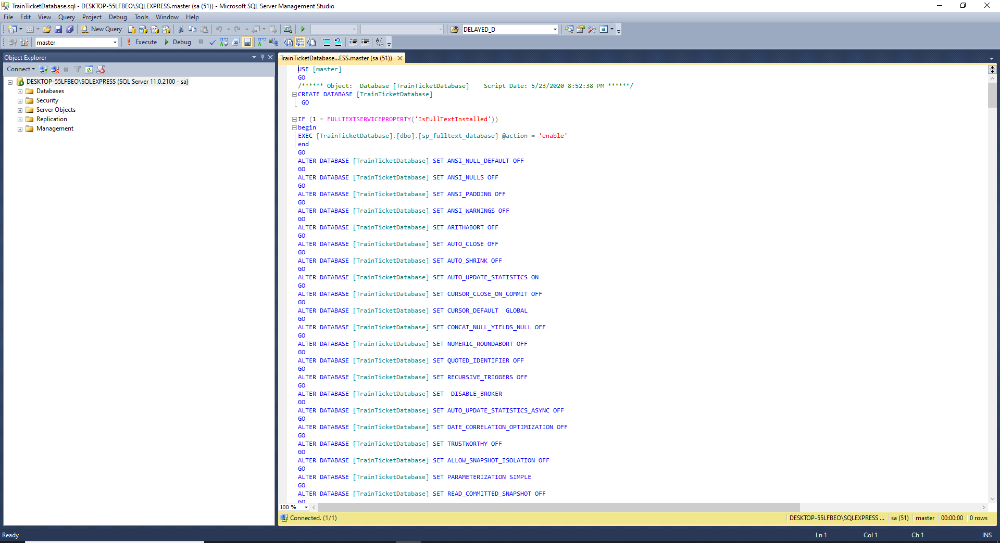 TrainTicketDatabase.sql - DESKTOP-55LFBEO\SQLEXPRESS.master (sa (51)) - Microsoft SQL Server Management Studio
File Edit View Query Project Debug Tools Window Help
New Query
DELAYED_D
master
Execute
Debug
Object Explorer
Connect
DESKTOP-55LFBEO\SQLEXPRESS (SQL Server 11.0.2100 - sa)
Databases
Security
Server Objects
Replication
Management
TrainTicketDatabase...ESS.master (sa (51))
USE [master]
GO
/****** Object:  Database [TrainTicketDatabase]    Script Date: 5/23/2020 8:52:38 PM ******/
CREATE DATABASE [TrainTicketDatabase]
GO
IF (1 = FULLTEXTSERVICEPROPERTY('IsFullTextInstalled'))
begin
EXEC [TrainTicketDatabase].[dbo].[sp_fulltext_database] @action = 'enable'
end
GO
ALTER DATABASE [TrainTicketDatabase] SET ANSI_NULL_DEFAULT OFF
GO
ALTER DATABASE [TrainTicketDatabase] SET ANSI_NULLS OFF
GO
ALTER DATABASE [TrainTicketDatabase] SET ANSI_PADDING OFF
GO
ALTER DATABASE [TrainTicketDatabase] SET ANSI_WARNINGS OFF
GO
ALTER DATABASE [TrainTicketDatabase] SET ARITHABORT OFF
GO
ALTER DATABASE [TrainTicketDatabase] SET AUTO_CLOSE OFF
GO
ALTER DATABASE [TrainTicketDatabase] SET AUTO_SHRINK OFF
GO
ALTER DATABASE [TrainTicketDatabase] SET AUTO_UPDATE_STATISTICS ON
GO
ALTER DATABASE [TrainTicketDatabase] SET CURSOR_CLOSE_ON_COMMIT OFF
GO
ALTER DATABASE [TrainTicketDatabase] SET CURSOR_DEFAULT  GLOBAL
GO
ALTER DATABASE [TrainTicketDatabase] SET CONCAT_NULL_YIELDS_NULL OFF
GO
ALTER DATABASE [TrainTicketDatabase] SET NUMERIC_ROUNDABORT OFF
GO
ALTER DATABASE [TrainTicketDatabase] SET QUOTED_IDENTIFIER OFF
GO
ALTER DATABASE [TrainTicketDatabase] SET RECURSIVE_TRIGGERS OFF
GO
ALTER DATABASE [TrainTicketDatabase] SET  DISABLE_BROKER
GO
ALTER DATABASE [TrainTicketDatabase] SET AUTO_UPDATE_STATISTICS_ASYNC OFF
GO
ALTER DATABASE [TrainTicketDatabase] SET DATE_CORRELATION_OPTIMIZATION OFF
GO
ALTER DATABASE [TrainTicketDatabase] SET TRUSTWORTHY OFF
GO
ALTER DATABASE [TrainTicketDatabase] SET ALLOW_SNAPSHOT_ISOLATION OFF
GO
ALTER DATABASE [TrainTicketDatabase] SET PARAMETERIZATION SIMPLE
GO
ALTER DATABASE [TrainTicketDatabase] SET READ_COMMITTED_SNAPSHOT OFF
GO
100 %
Connected. (1/1)
DESKTOP-55LFBEO\SQLEXPRESS ... sa (51) master 00:00:00 0 rows
Ready
Ln 1 Col 1 Ch 1 INS